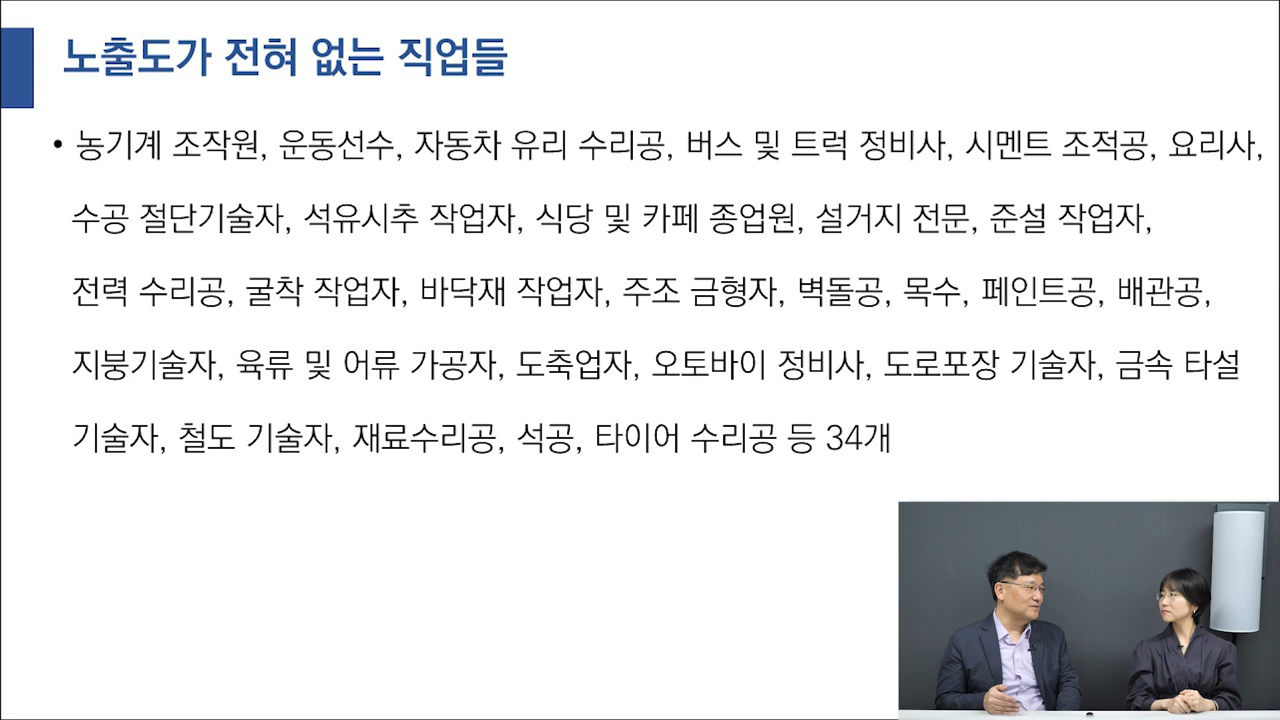 노출도가 전혀 없는 직업들
• 농기계 조작원, 운동선수, 자동차 유리 수리공, 버스 및 트럭 정비사, 시멘트 조적공, 요리사,
수공 절단기술자, 석유시추 작업자, 식당 및 카페 종업원, 설거지 전문, 준설 작업자,
전력 수리공, 굴착 작업자, 바닥재 작업자, 주조 금형자, 벽돌공, 목수, 페인트공, 배관공,
지붕기술자, 육류 및 어류 가공자, 도축업자, 오토바이 정비사, 도로포장 기술자, 금속 타설
기술자, 철도 기술자, 재료수리공, 석공, 타이어 수리공 등 34개